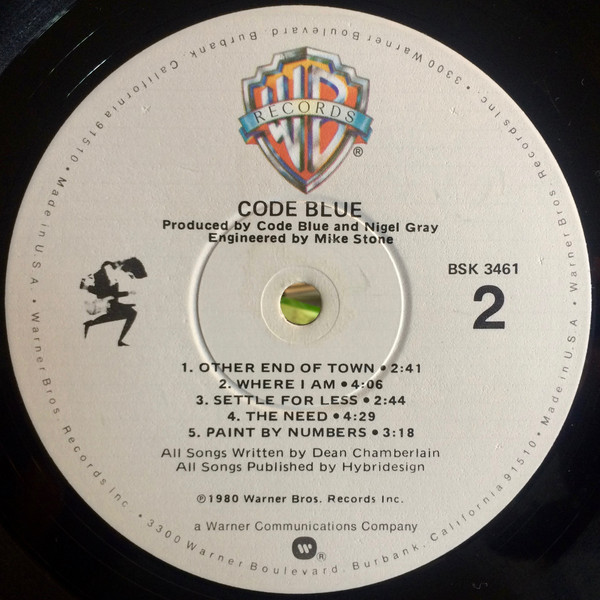 Warner Bros. Records Inc. • 3300 Warner Boulevard, Burbank, California 91510 • Made in U.S.A. • Warner Bros. Records Inc. • 3300 Warner Boulevard, Burbank, California 91510 • Made in U.S.A. •
WB
RECORDS
®
CODE BLUE
Produced by Code Blue and Nigel Gray
Engineered by Mike Stone
BSK 3461
2
1. OTHER END OF TOWN • 2:41
2. WHERE I AM • 4:06
3. SETTLE FOR LESS • 2:44
4. THE NEED • 4:29
5. PAINT BY NUMBERS • 3:18
All Songs Written by Dean Chamberlain
All Songs Published by Hybridesign
℗1980 Warner Bros. Records Inc.
a Warner Communications Company
®